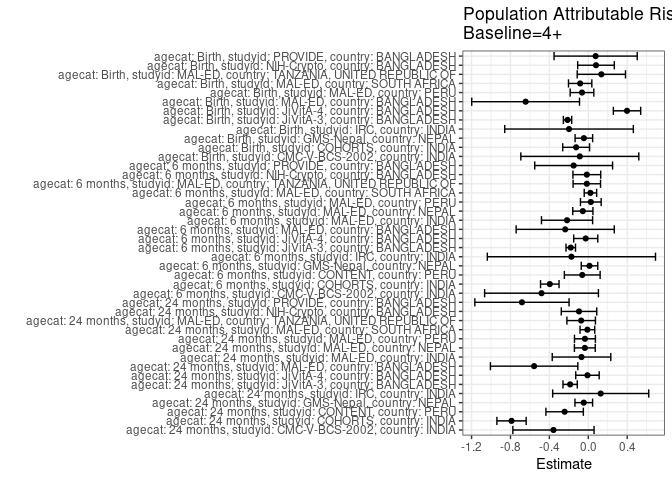 Population Attributable Ris
Baseline=4+
agecat: Birth, studyid: PROVIDE, country: BANGLADESH
agecat: Birth, studyid: NIH-Crypto, country: BANGLADESH
agecat: Birth, studyid: MAL-ED, country: TANZANIA, UNITED REPUBLIC OF
agecat: Birth, studyid: MAL-ED, country: SOUTH AFRICA
agecat: Birth, studyid: MAL-ED, country: PERU
agecat: Birth, studyid: MAL-ED, country: BANGLADESH
agecat: Birth, studyid: JiVitA-4, country: BANGLADESH
agecat: Birth, studyid: JiVitA-3, country: BANGLADESH
agecat: Birth, studyid: IRC, country: INDIA
agecat: Birth, studyid: GMS-Nepal, country: NEPAL
agecat: Birth, studyid: COHORTS, country: INDIA
agecat: Birth, studyid: CMC-V-BCS-2002, country: INDIA
agecat: 6 months, studyid: PROVIDE, country: BANGLADESH
agecat: 6 months, studyid: NIH-Crypto, country: BANGLADESH
agecat: 6 months, studyid: MAL-ED, country: TANZANIA, UNITED REPUBLIC OF
agecat: 6 months, studyid: MAL-ED, country: SOUTH AFRICA
agecat: 6 months, studyid: MAL-ED, country: PERU
agecat: 6 months, studyid: MAL-ED, country: NEPAL
agecat: 6 months, studyid: MAL-ED, country: INDIA
agecat: 6 months, studyid: MAL-ED, country: BANGLADESH
agecat: 6 months, studyid: JiVitA-4, country: BANGLADESH
agecat: 6 months, studyid: JiVitA-3, country: BANGLADESH
agecat: 6 months, studyid: IRC, country: INDIA
agecat: 6 months, studyid: GMS-Nepal, country: NEPAL
agecat: 6 months, studyid: CONTENT, country: PERU
agecat: 6 months, studyid: COHORTS, country: INDIA
agecat: 6 months, studyid: CMC-V-BCS-2002, country: INDIA
agecat: 24 months, studyid: PROVIDE, country: BANGLADESH
agecat: 24 months, studyid: NIH-Crypto, country: BANGLADESH
agecat: 24 months, studyid: MAL-ED, country: TANZANIA, UNITED REPUBLIC OF
agecat: 24 months, studyid: MAL-ED, country: SOUTH AFRICA
agecat: 24 months, studyid: MAL-ED, country: PERU
agecat: 24 months, studyid: MAL-ED, country: NEPAL
agecat: 24 months, studyid: MAL-ED, country: INDIA
agecat: 24 months, studyid: MAL-ED, country: BANGLADESH
agecat: 24 months, studyid: JiVitA-4, country: BANGLADESH
agecat: 24 months, studyid: JiVitA-3, country: BANGLADESH
agecat: 24 months, studyid: IRC, country: INDIA
agecat: 24 months, studyid: GMS-Nepal, country: NEPAL
agecat: 24 months, studyid: CONTENT, country: PERU
agecat: 24 months, studyid: COHORTS, country: INDIA
agecat: 24 months, studyid: CMC-V-BCS-2002, country: INDIA
-1.2 -0.8 -0.4 0.0 0.4
Estimate